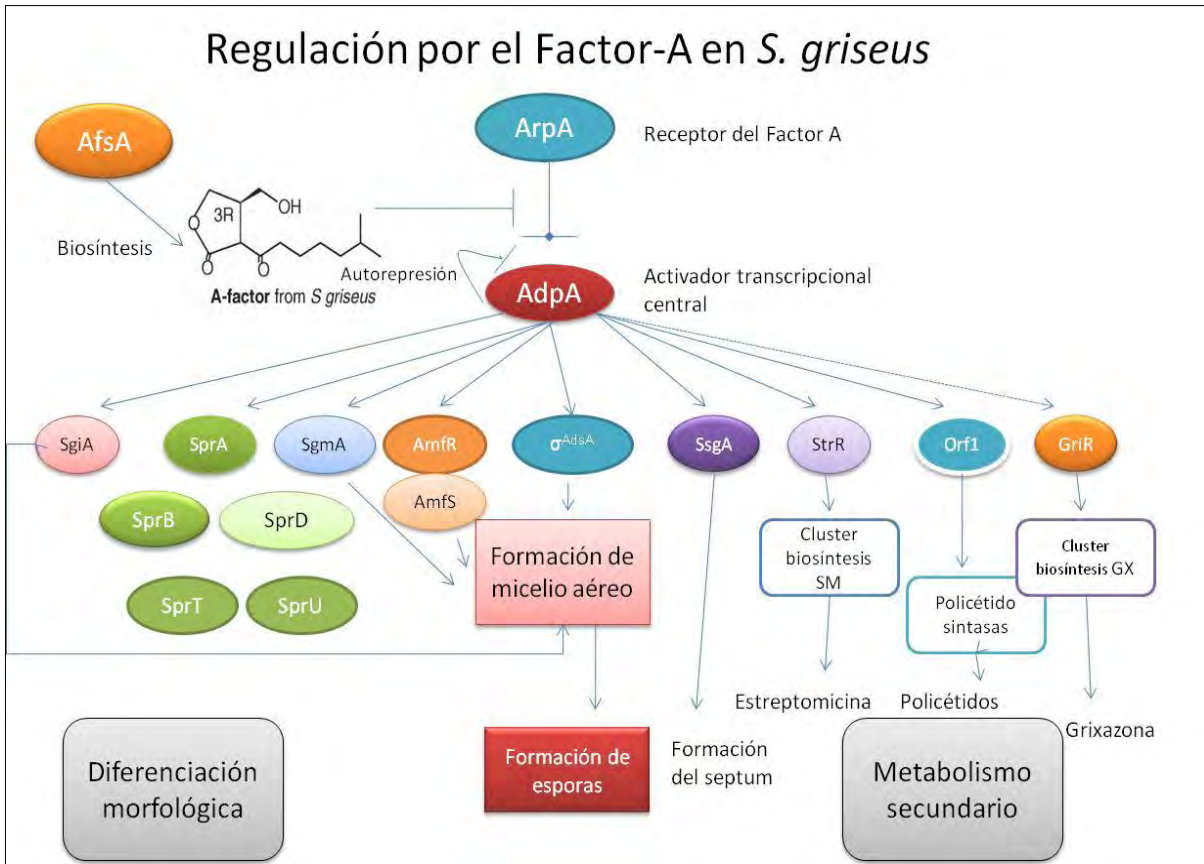 Regulación por el Factor-A en S. griseus
AfsA
ArpA
Receptor del Factor A
Biosíntesis
O
O
O
3R
OH
A-factor from S griseus
Autorepresión
AdpA
Activador transcripcional
central
SgiA
SprA
SgmA
AmfR
σAdsA
SsgA
StrR
Orf1
GriR
AmfS
SprB
SprD
SprT
SprU
Formación de
micelio aéreo
Cluster
biosíntesis
SM
Policétido
sintasas
Cluster
biosíntesis GX
Estreptomicina
Policétidos
Grixazona
Formación de
esporas
Formación
del septum
Diferenciación
morfológica
Metabolismo
secundario